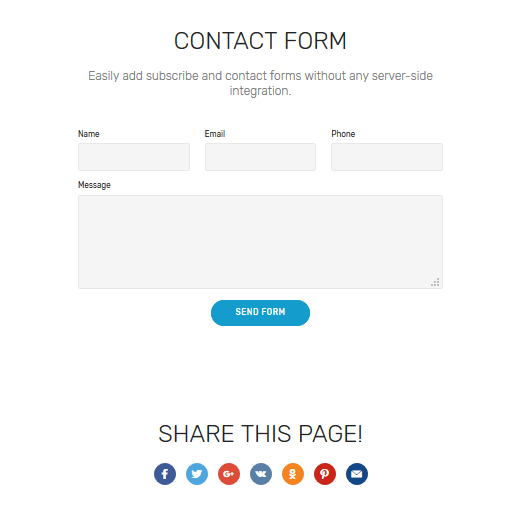 CONTACT FORM
Easily add subscribe and contact forms without any server-side
integration.
Name Email Phone
Message
SEND FORM
SHARE THIS PAGE!